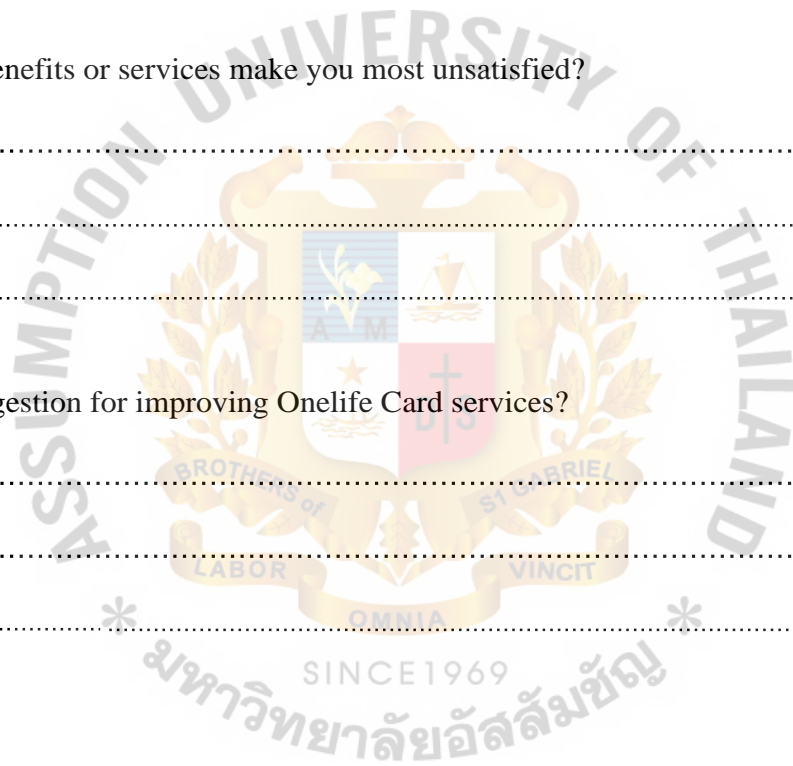 ASSUMPTION UNIVERSITY OF THAILAND
enefits or services make you most unsatisfied?
A M
gestion for improving Onelife Card services?
D S
BROTHERS of S1 GABRIEL
LABOR VINCIT
OMNIA
SINCE1969
มหาวิทยาลัยอัสสัมชัญ